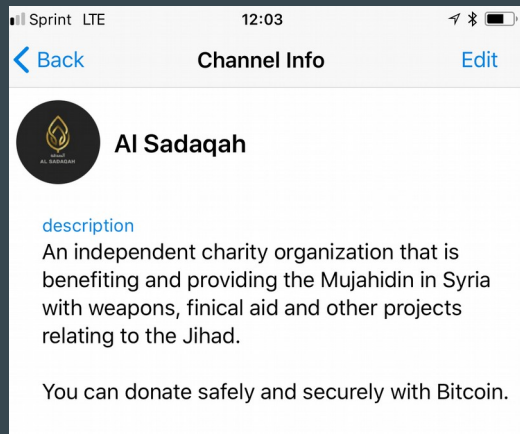 Sprint LTE 12:03
Back Channel Info Edit
AL SADAQAH
Al Sadaqah
description
An independent charity organization that is
benefiting and providing the Mujahidin in Syria
with weapons, finical aid and other projects
relating to the Jihad.
You can donate safely and securely with Bitcoin.